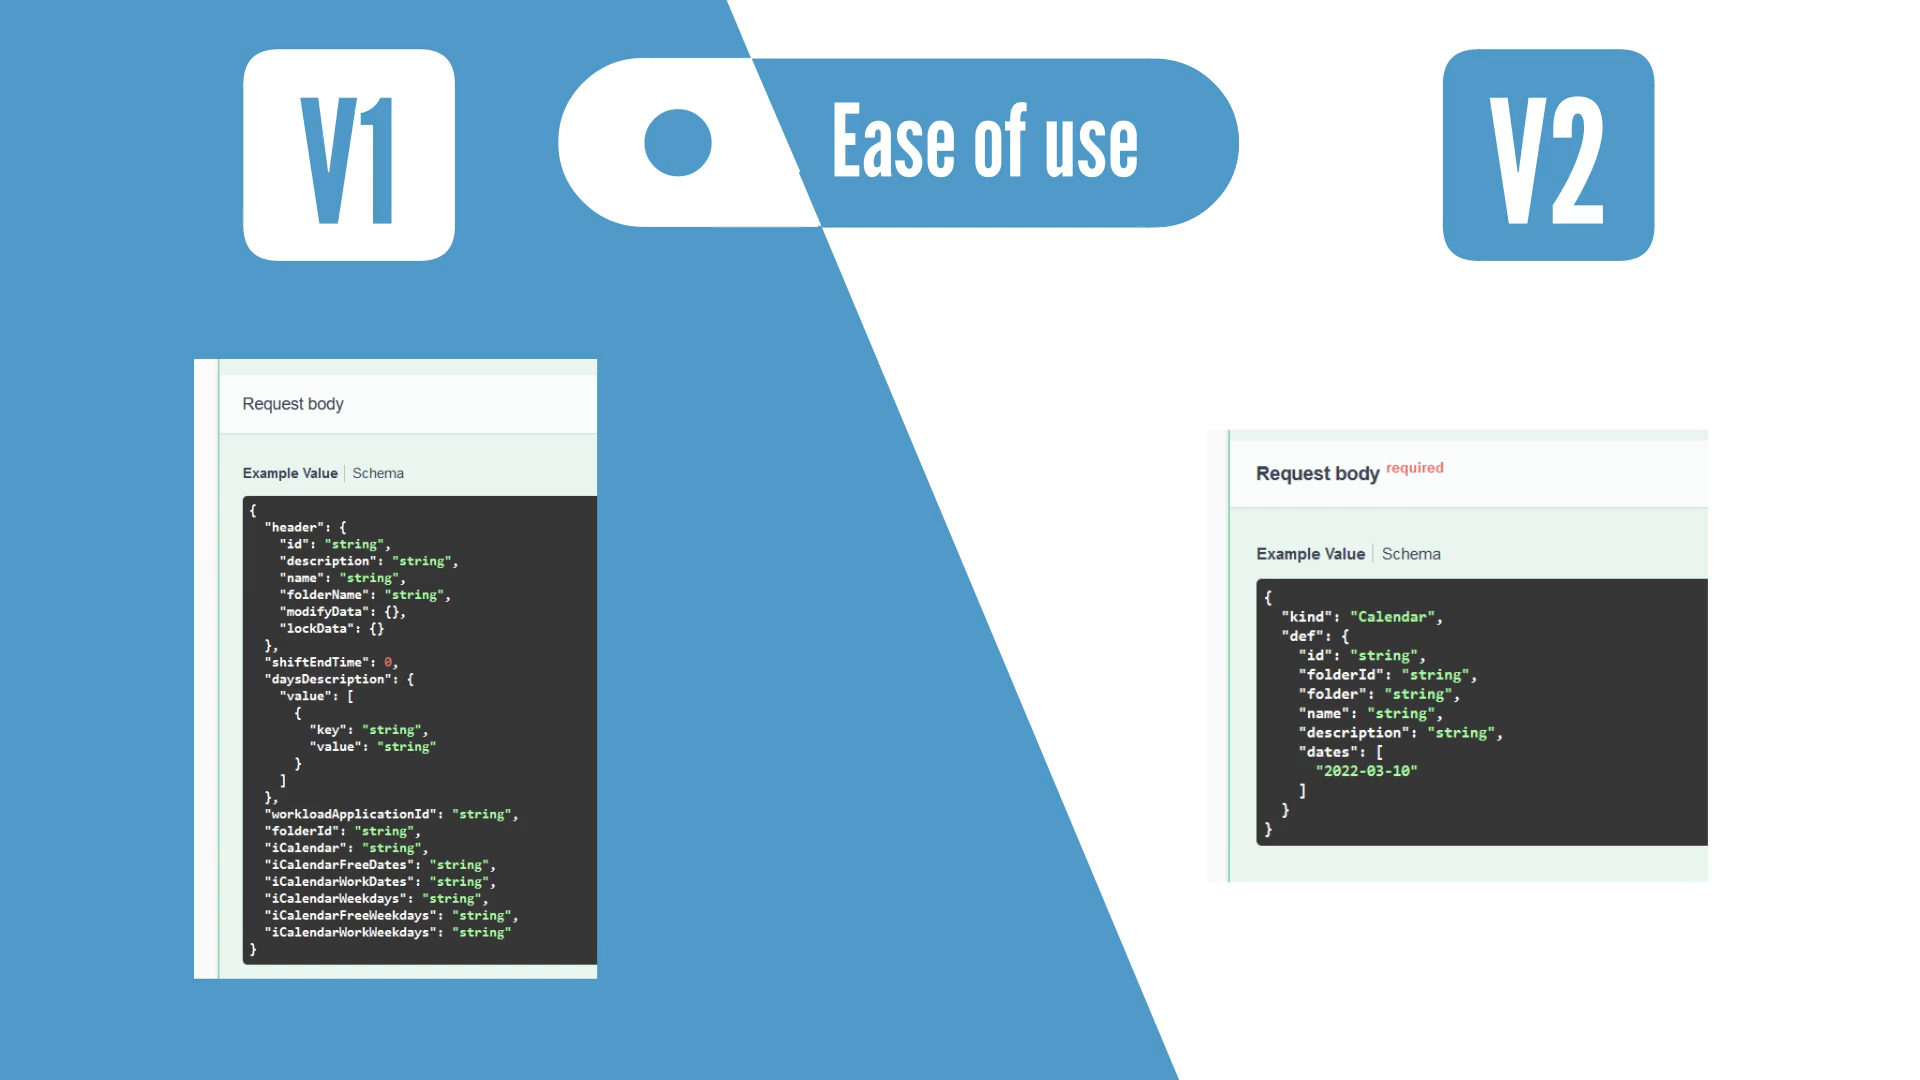 V1
Ease of use
V2
Request body
Example Value | Schema
{
  "header": {
    "id": "string",
    "description": "string",
    "name": "string",
    "folderName": "string",
    "modifyData": {},
    "lockData": {}
  },
  "shiftEndTime": 0,
  "daysDescription": {
    "value": [
      {
        "key": "string",
        "value": "string"
      }
    ]
  },
  "workloadApplicationId": "string",
  "folderId": "string",
  "iCalendar": "string",
  "iCalendarFreeDates": "string",
  "iCalendarWorkDates": "string",
  "iCalendarWeekdays": "string",
  "iCalendarFreeWeekdays": "string",
  "iCalendarWorkWeekdays": "string"
}
Request body required
Example Value | Schema
{
  "kind": "Calendar",
  "def": {
    "id": "string",
    "folderId": "string",
    "folder": "string",
    "name": "string",
    "description": "string",
    "dates": [
      "2022-03-10"
    ]
  }
}